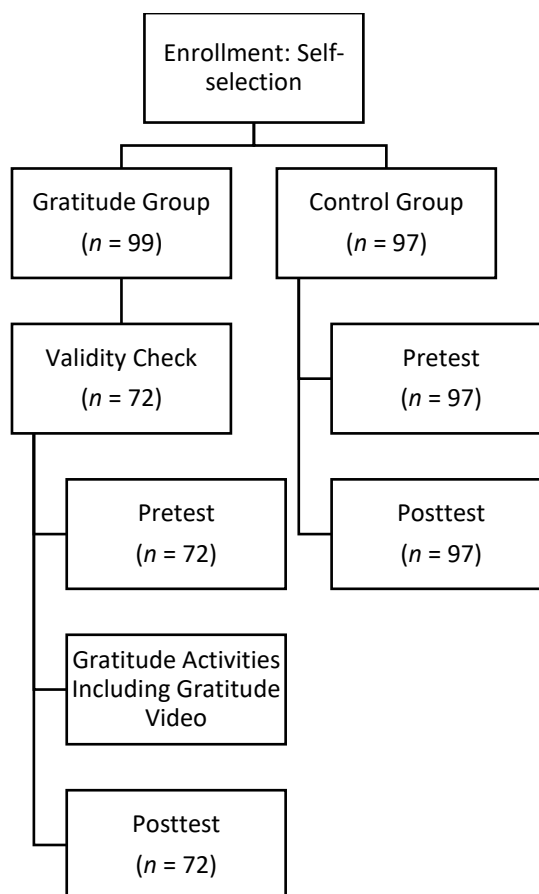 Enrollment: Self-
selection
Gratitude Group
(n = 99)
Control Group
(n = 97)
Validity Check
(n = 72)
Pretest
(n = 97)
Pretest
(n = 72)
Posttest
(n = 97)
Gratitude Activities
Including Gratitude
Video
Posttest
(n = 72)